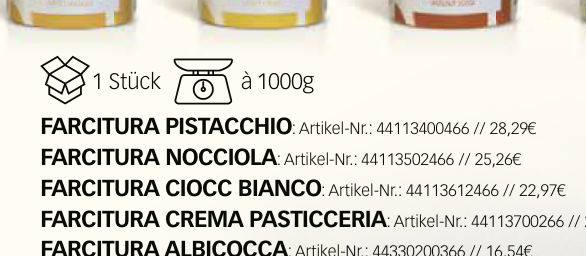 1 Stück à 1000g
FARCITURA PISTACCHIO: Artikel-Nr.: 44113400466 // 28,29€
FARCITURA NOCCIOLA: Artikel-Nr.: 44113502466 // 25,26€
FARCITURA CIOCC BIANCO: Artikel-Nr.: 44113612466 // 22,97€
FARCITURA CREMA PASTICCERIA: Artikel-Nr.: 44113700266 //
FARCITURA ALBICOCCA: Artikel-Nr.: 44330200366 // 16,54€